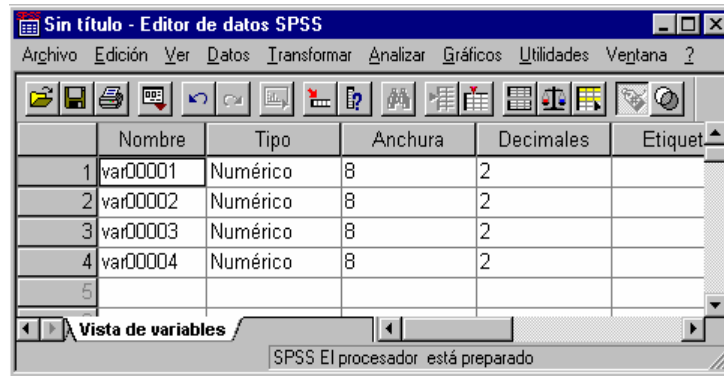 Sin título - Editor de datos SPSS
Archivo Edición Ver Datos Transformar Analizar Gráficos Utilidades Ventana ?
Nombre Tipo Anchura Decimales Etiquet
1 var00001 Numérico 8 2
2 var00002 Numérico 8 2
3 var00003 Numérico 8 2
4 var00004 Numérico 8 2
5
Vista de variables
SPSS El procesador está preparado